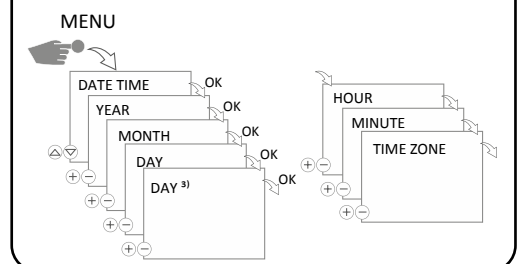 MENU
DATE TIME
OK
YEAR
OK
MONTH
OK
DAY
OK
DAY ³⁾
OK
HOUR
MINUTE
TIME ZONE